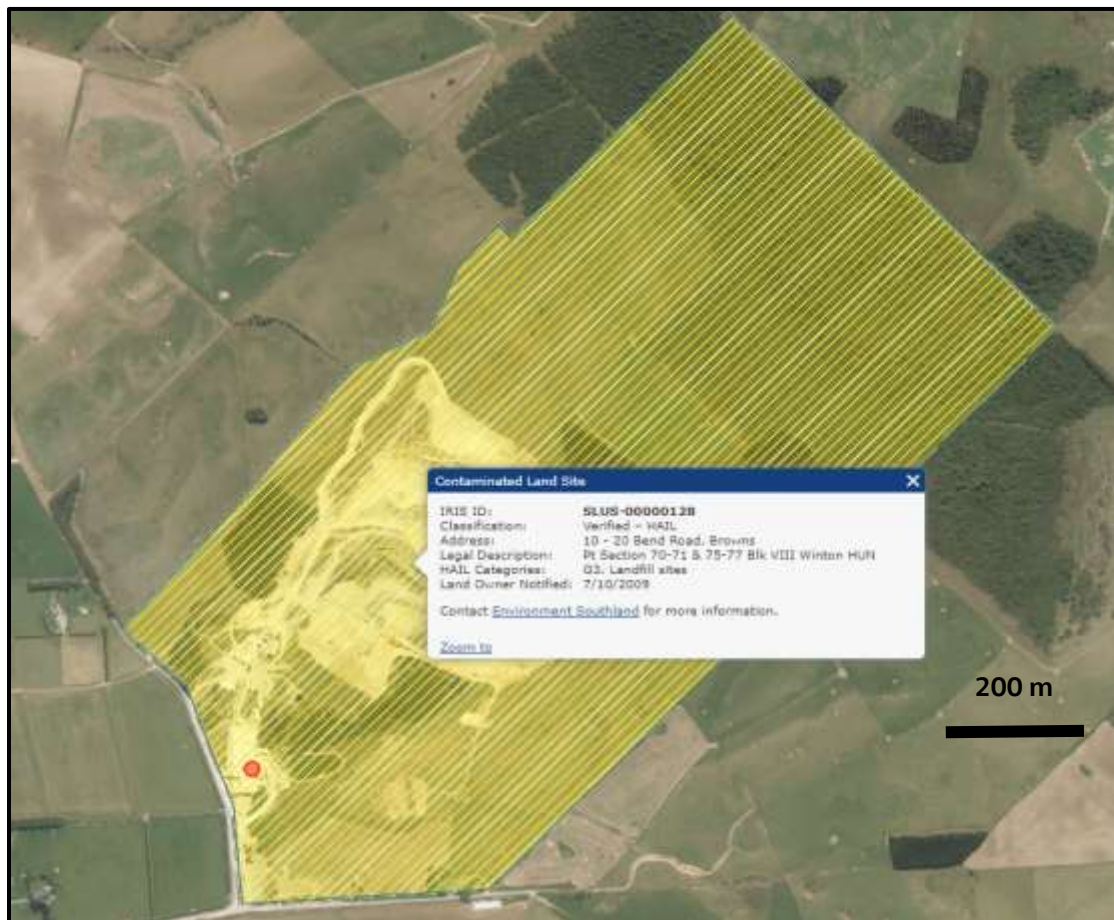 Contaminated Land Site
IRIS ID: SLUS-00000128
Classification: Verified - HAIL
Address: 10 - 20 Bend Road, Browns
Legal Description: Pt Section 70-71 & 75-77 Blk VIII Winton HUN
HAIL Categories: G3. Landfill sites
Land Owner Notified: 7/10/2009
Contact Environment Southland for more information.
Zoom to
200 m